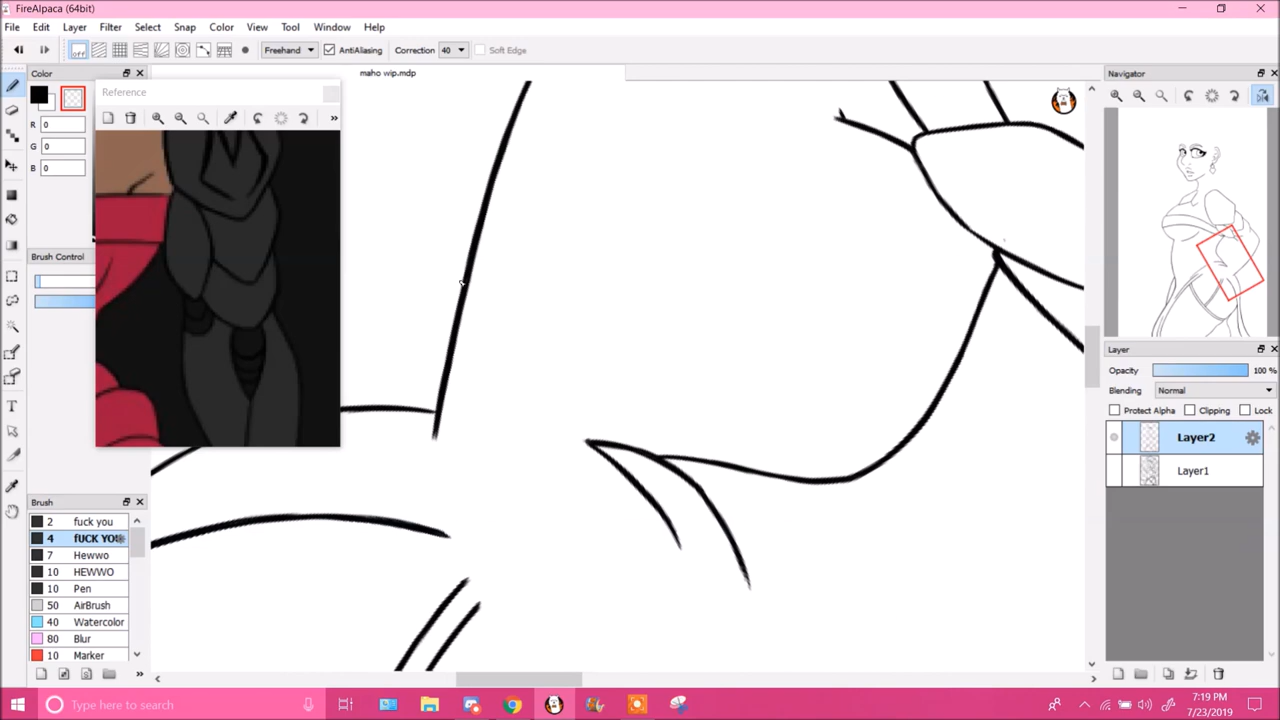 FireAlpaca (64bit)
File Edit Layer Filter Select Snap Color View Tool Window Help
off Freehand AntiAliasing Correction 40 Soft Edge
Color maho wip.mdp Navigator
Reference
R 0
G 0
B 0
Brush Control
Layer
Opacity 100 %
Blending Normal
Protect Alpha Clipping Lock
Layer2
Layer1
Brush
2 fuck you
4 fUCK YOU
7 Hewwo
10 HEWWO
10 Pen
50 AirBrush
40 Watercolor
80 Blur
10 Marker
Type here to search
7:19 PM
7/23/2019